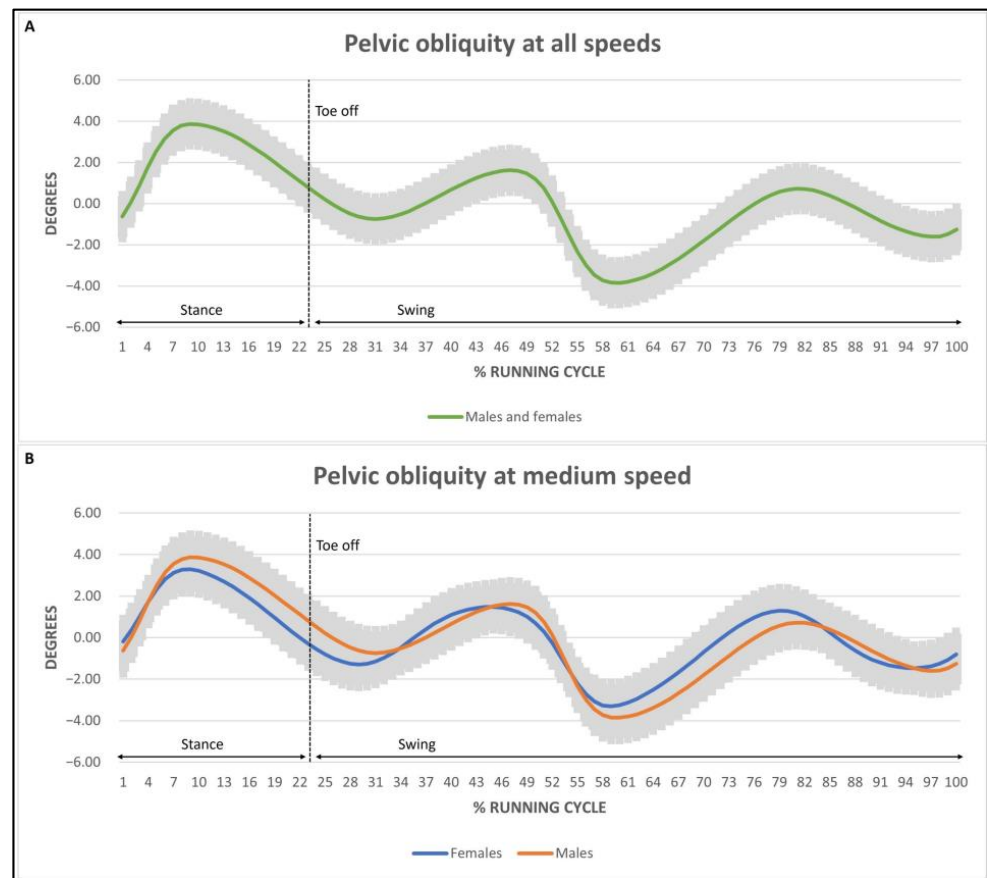 A
Pelvic obliquity at all speeds
6.00
4.00
2.00
0.00
−2.00
−4.00
−6.00
DEGREES
Toe off
Stance
Swing
1 4 7 10 13 16 19 22 25 28 31 34 37 40 43 46 49 52 55 58 61 64 67 70 73 76 79 82 85 88 91 94 97 100
% RUNNING CYCLE
Males and females
B
Pelvic obliquity at medium speed
6.00
4.00
2.00
0.00
−2.00
−4.00
−6.00
DEGREES
Toe off
Stance
Swing
1 4 7 10 13 16 19 22 25 28 31 34 37 40 43 46 49 52 55 58 61 64 67 70 73 76 79 82 85 88 91 94 97 100
% RUNNING CYCLE
Females Males